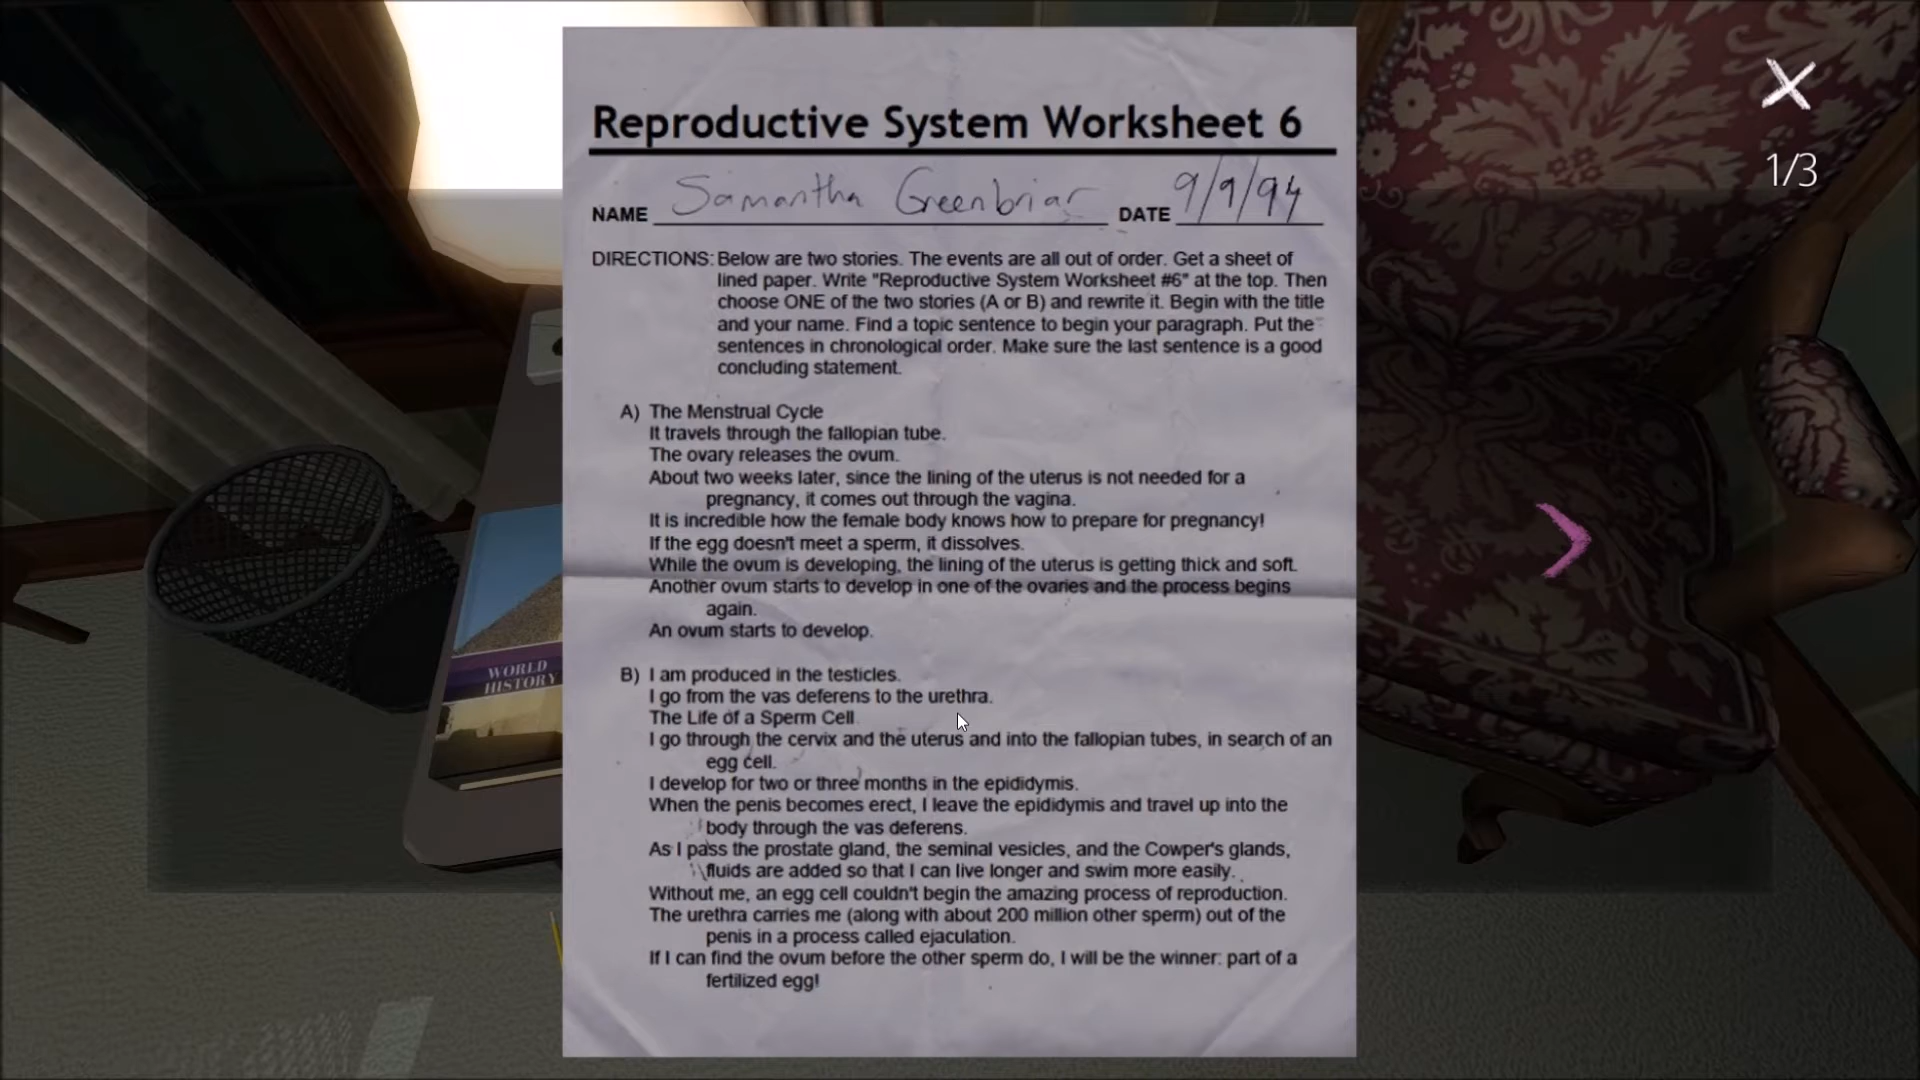 Reproductive System Worksheet 6
NAME Samantha Greenbriar DATE 9/9/94
DIRECTIONS: Below are two stories. The events are all out of order. Get a sheet of
lined paper. Write "Reproductive System Worksheet #6" at the top. Then
choose ONE of the two stories (A or B) and rewrite it. Begin with the title
and your name. Find a topic sentence to begin your paragraph. Put the
sentences in chronological order. Make sure the last sentence is a good
concluding statement.
A) The Menstrual Cycle
It travels through the fallopian tube.
The ovary releases the ovum.
About two weeks later, since the lining of the uterus is not needed for a
pregnancy, it comes out through the vagina.
It is incredible how the female body knows how to prepare for pregnancy!
If the egg doesn't meet a sperm, it dissolves.
While the ovum is developing, the lining of the uterus is getting thick and soft.
Another ovum starts to develop in one of the ovaries and the process begins
again.
An ovum starts to develop.
B) I am produced in the testicles.
I go from the vas deferens to the urethra.
The Life of a Sperm Cell
I go through the cervix and the uterus and into the fallopian tubes, in search of an
egg cell.
I develop for two or three months in the epididymis.
When the penis becomes erect, I leave the epididymis and travel up into the
body through the vas deferens.
As I pass the prostate gland, the seminal vesicles, and the Cowper's glands,
fluids are added so that I can live longer and swim more easily.
Without me, an egg cell couldn't begin the amazing process of reproduction.
The urethra carries me (along with about 200 million other sperm) out of the
penis in a process called ejaculation.
If I can find the ovum before the other sperm do, I will be the winner: part of a
fertilized egg!
1/3
WORLD
HISTORY